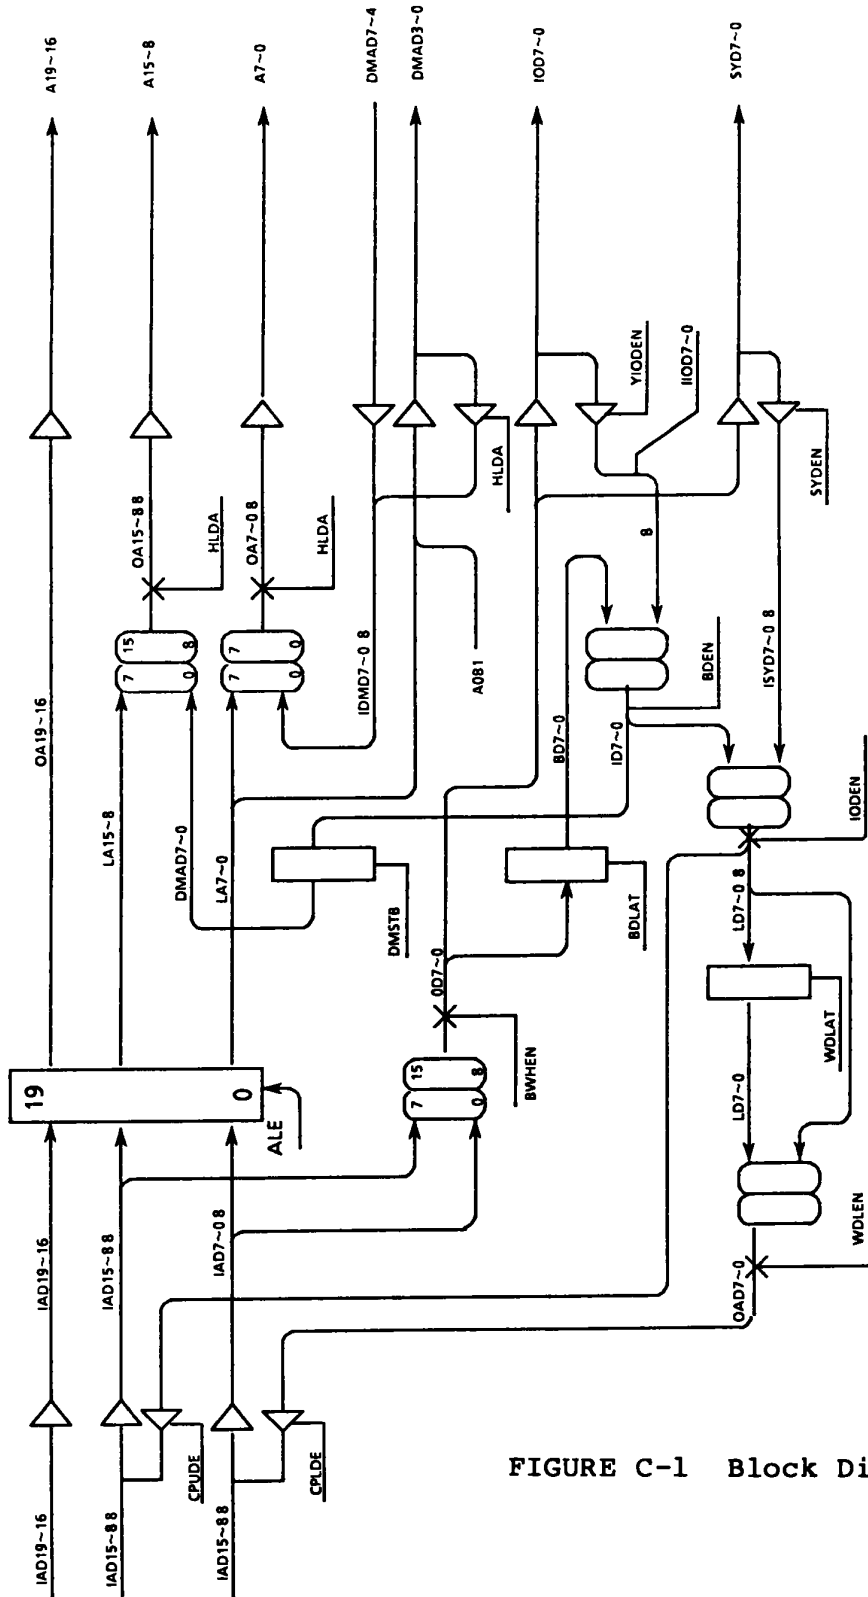 A19~16
A15~8
A7~0
DMAD7~4
DMAD3~0
IOD7~0
SYD7~0
OA15~8 8
HLDA
OA7~0 8
HLDA
HLDA
YIODEN
IIOD7~0
SYDEN
OA19~16
7 15
0 8
7 7
0 0
IDMD7~0 8
A0B1
8
BDEN
ISYD7~0 8
LA15~8
DMAD7~0
LA7~0
BD7~0
ID7~0
IODEN
DMSTB
BDLAT
LD7~0 8
0D7~0
WDLAT
19
0
ALE
7 15
0 8
BWHEN
LD7~0
IAD19~16
IAD15~8 8
IAD7~0 8
OAD7~0
WDLEN
CPUDE
CPLDE
IAD19~16
IAD15~8 8
IAD15~8 8
FIGURE C-1 Block Di